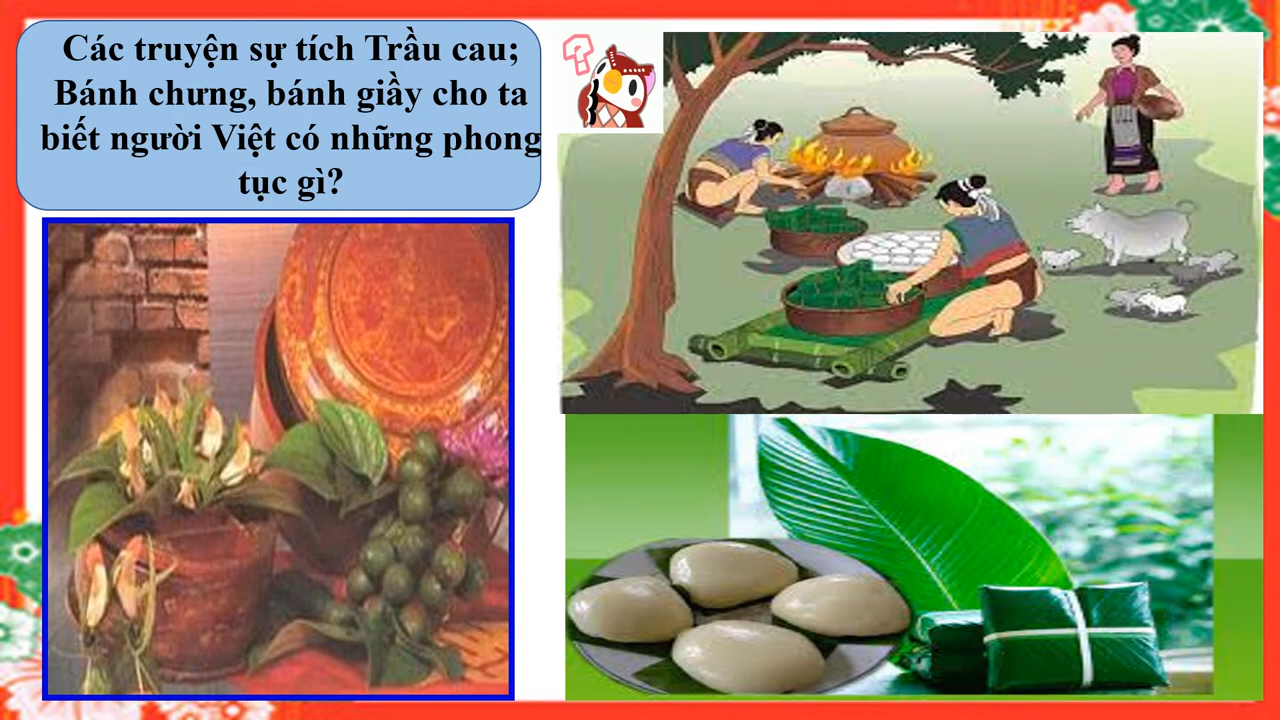 Các truyện sự tích Trầu cau;
Bánh chưng, bánh giầy cho ta
biết người Việt có những phong
tục gì?